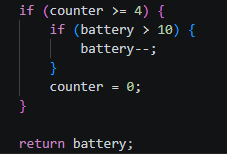 if (counter >= 4) {
    if (battery > 10) {
        battery--;
    }
    counter = 0;
}

return battery;